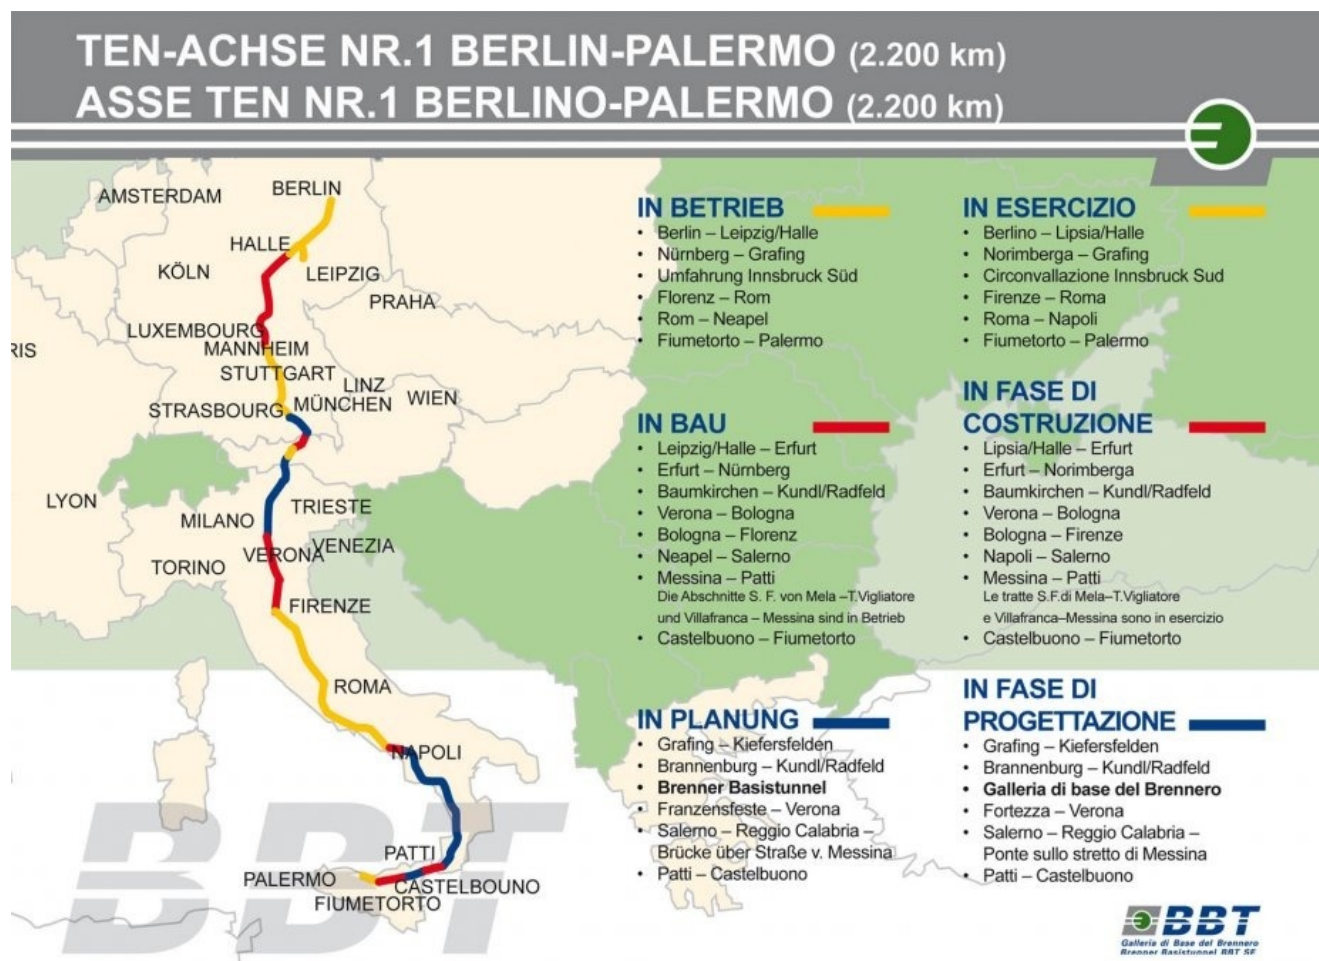 TEN-ACHSE NR.1 BERLIN-PALERMO (2.200 km)
ASSE TEN NR.1 BERLINO-PALERMO (2.200 km)
AMSTERDAM
BERLIN
HALLE
KÖLN
LEIPZIG
PRAHA
LUXEMBOURG
RIS
MANNHEIM
STUTTGART
LINZ
WIEN
STRASBOURG
MÜNCHEN
LYON
MILANO
TRIESTE
VERONA
VENEZIA
TORINO
FIRENZE
ROMA
NAPOLI
PATTI
PALERMO
CASTELBOUNO
FIUMETORTO
BBT
IN BETRIEB
• Berlin – Leipzig/Halle
• Nürnberg – Grafing
• Umfahrung Innsbruck Süd
• Florenz – Rom
• Rom – Neapel
• Fiumetorto – Palermo
IN BAU
• Leipzig/Halle – Erfurt
• Erfurt – Nürnberg
• Baumkirchen – Kundl/Radfeld
• Verona – Bologna
• Bologna – Florenz
• Neapel – Salerno
• Messina – Patti
Die Abschnitte S. F. von Mela –T.Vigliatore
und Villafranca – Messina sind in Betrieb
• Castelbuono – Fiumetorto
IN PLANUNG
• Grafing – Kiefersfelden
• Brannenburg – Kundl/Radfeld
• Brenner Basistunnel
• Franzensfeste – Verona
• Salerno – Reggio Calabria –
Brücke über Straße v. Messina
• Patti – Castelbuono
IN ESERCIZIO
• Berlino – Lipsia/Halle
• Norimberga – Grafing
• Circonvallazione Innsbruck Sud
• Firenze – Roma
• Roma – Napoli
• Fiumetorto – Palermo
IN FASE DI
COSTRUZIONE
• Lipsia/Halle – Erfurt
• Erfurt – Norimberga
• Baumkirchen – Kundl/Radfeld
• Verona – Bologna
• Bologna – Firenze
• Napoli – Salerno
• Messina – Patti
Le tratte S.F.di Mela–T.Vigliatore
e Villafranca–Messina sono in esercizio
• Castelbuono – Fiumetorto
IN FASE DI
PROGETTAZIONE
• Grafing – Kiefersfelden
• Brannenburg – Kundl/Radfeld
• Galleria di base del Brennero
• Fortezza – Verona
• Salerno – Reggio Calabria –
Ponte sullo stretto di Messina
• Patti – Castelbuono
BBT
Galleria di Base del Brennero
Brenner Basistunnel BBT SE